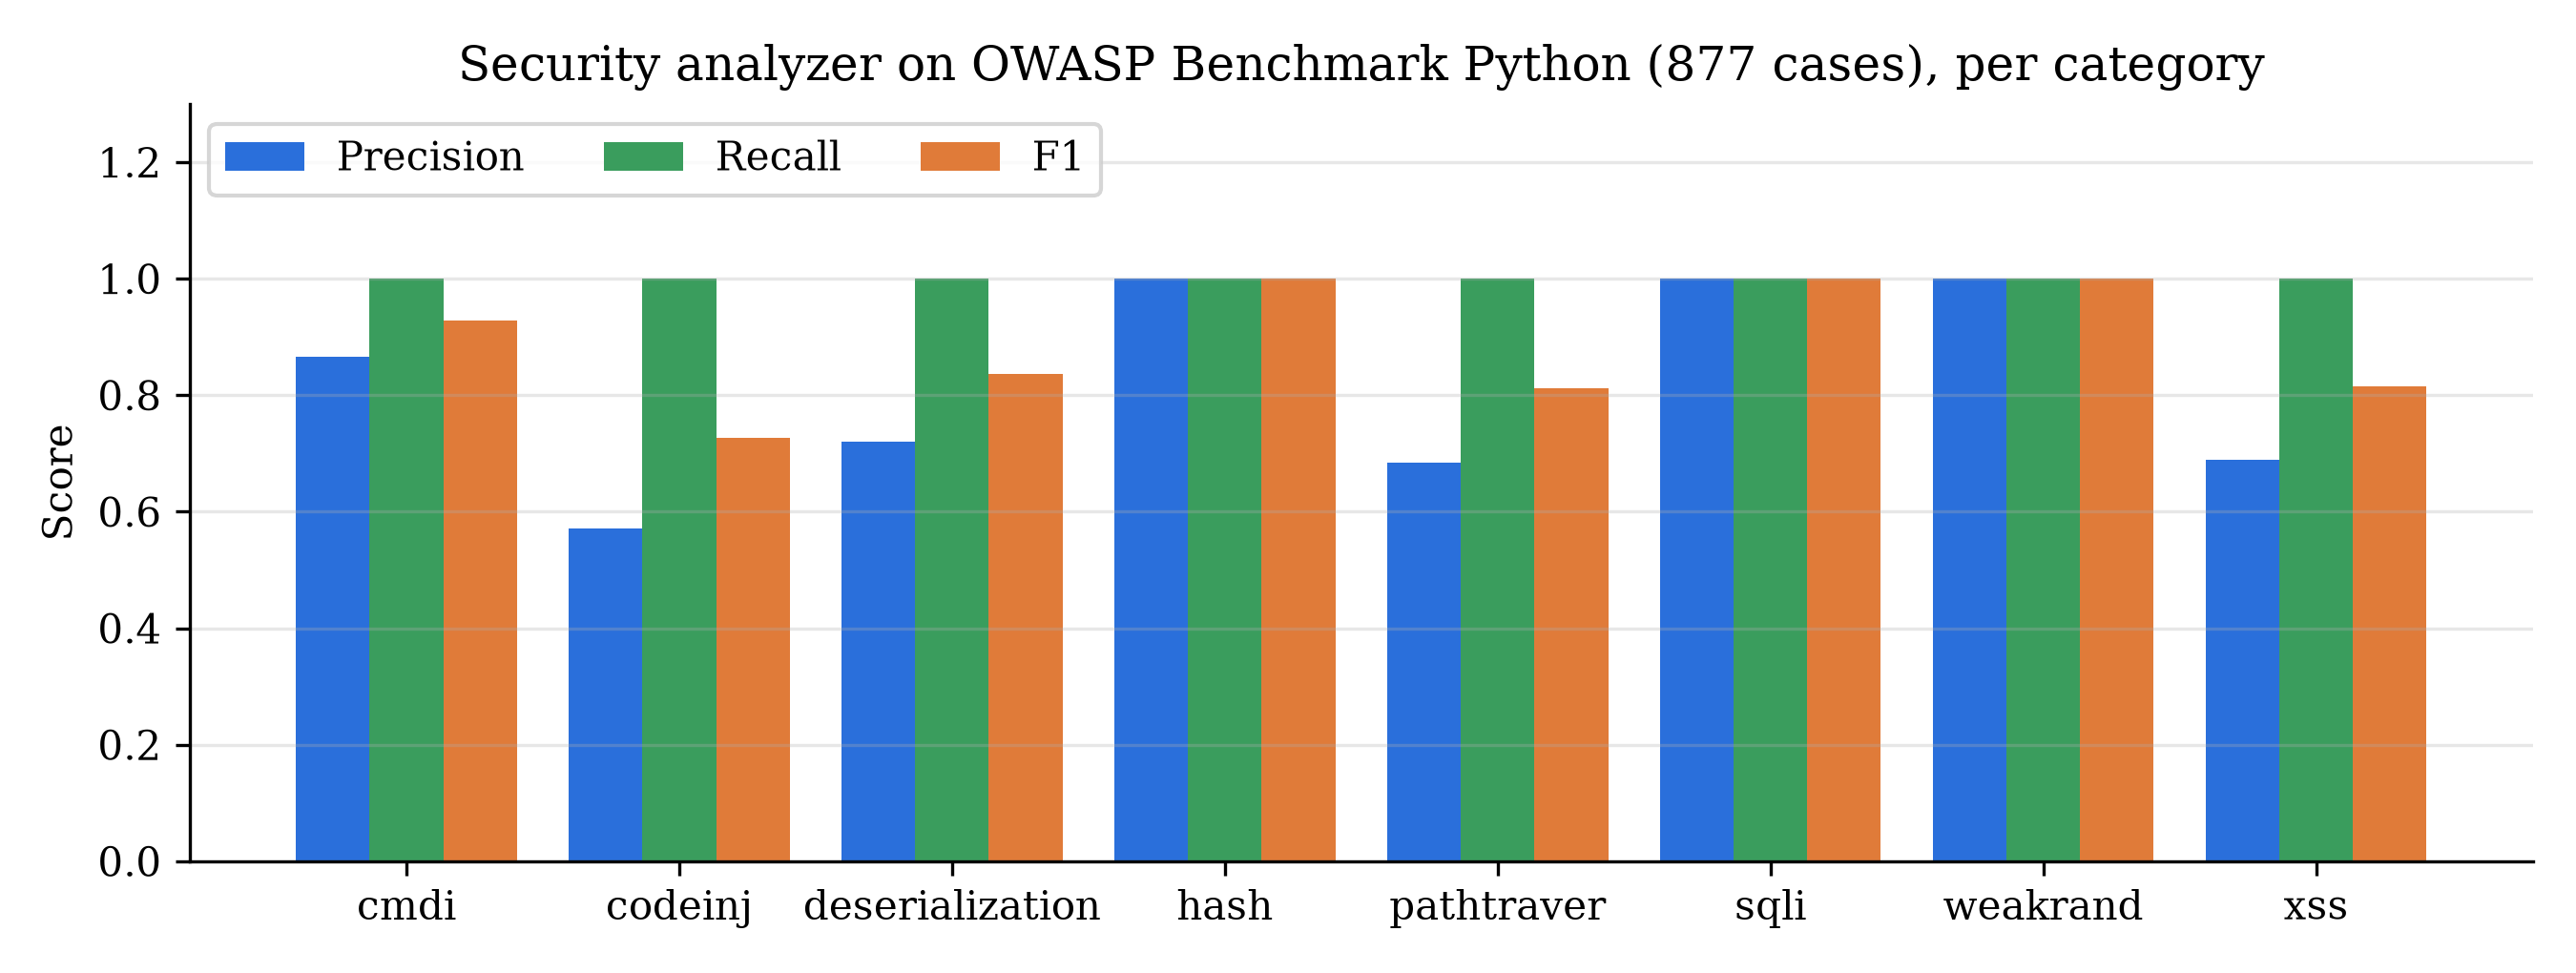 Security analyzer on OWASP Benchmark Python (877 cases), per category
Precision Recall F1
1.2
1.0
0.8
0.6
0.4
0.2
0.0
Score
cmdi codeinj deserialization hash pathtraver sqli weakrand xss